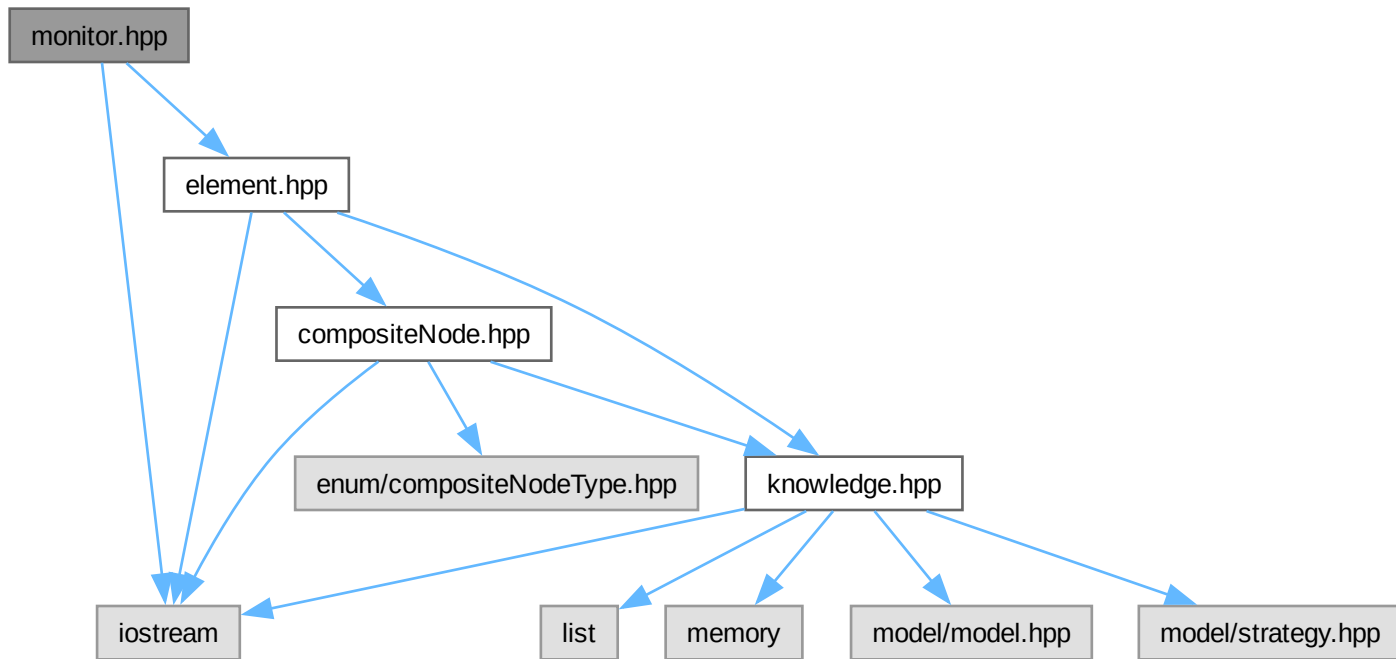 monitor.hpp
element.hpp
compositeNode.hpp
enum/compositeNodeType.hpp
knowledge.hpp
iostream
list
memory
model/model.hpp
model/strategy.hpp